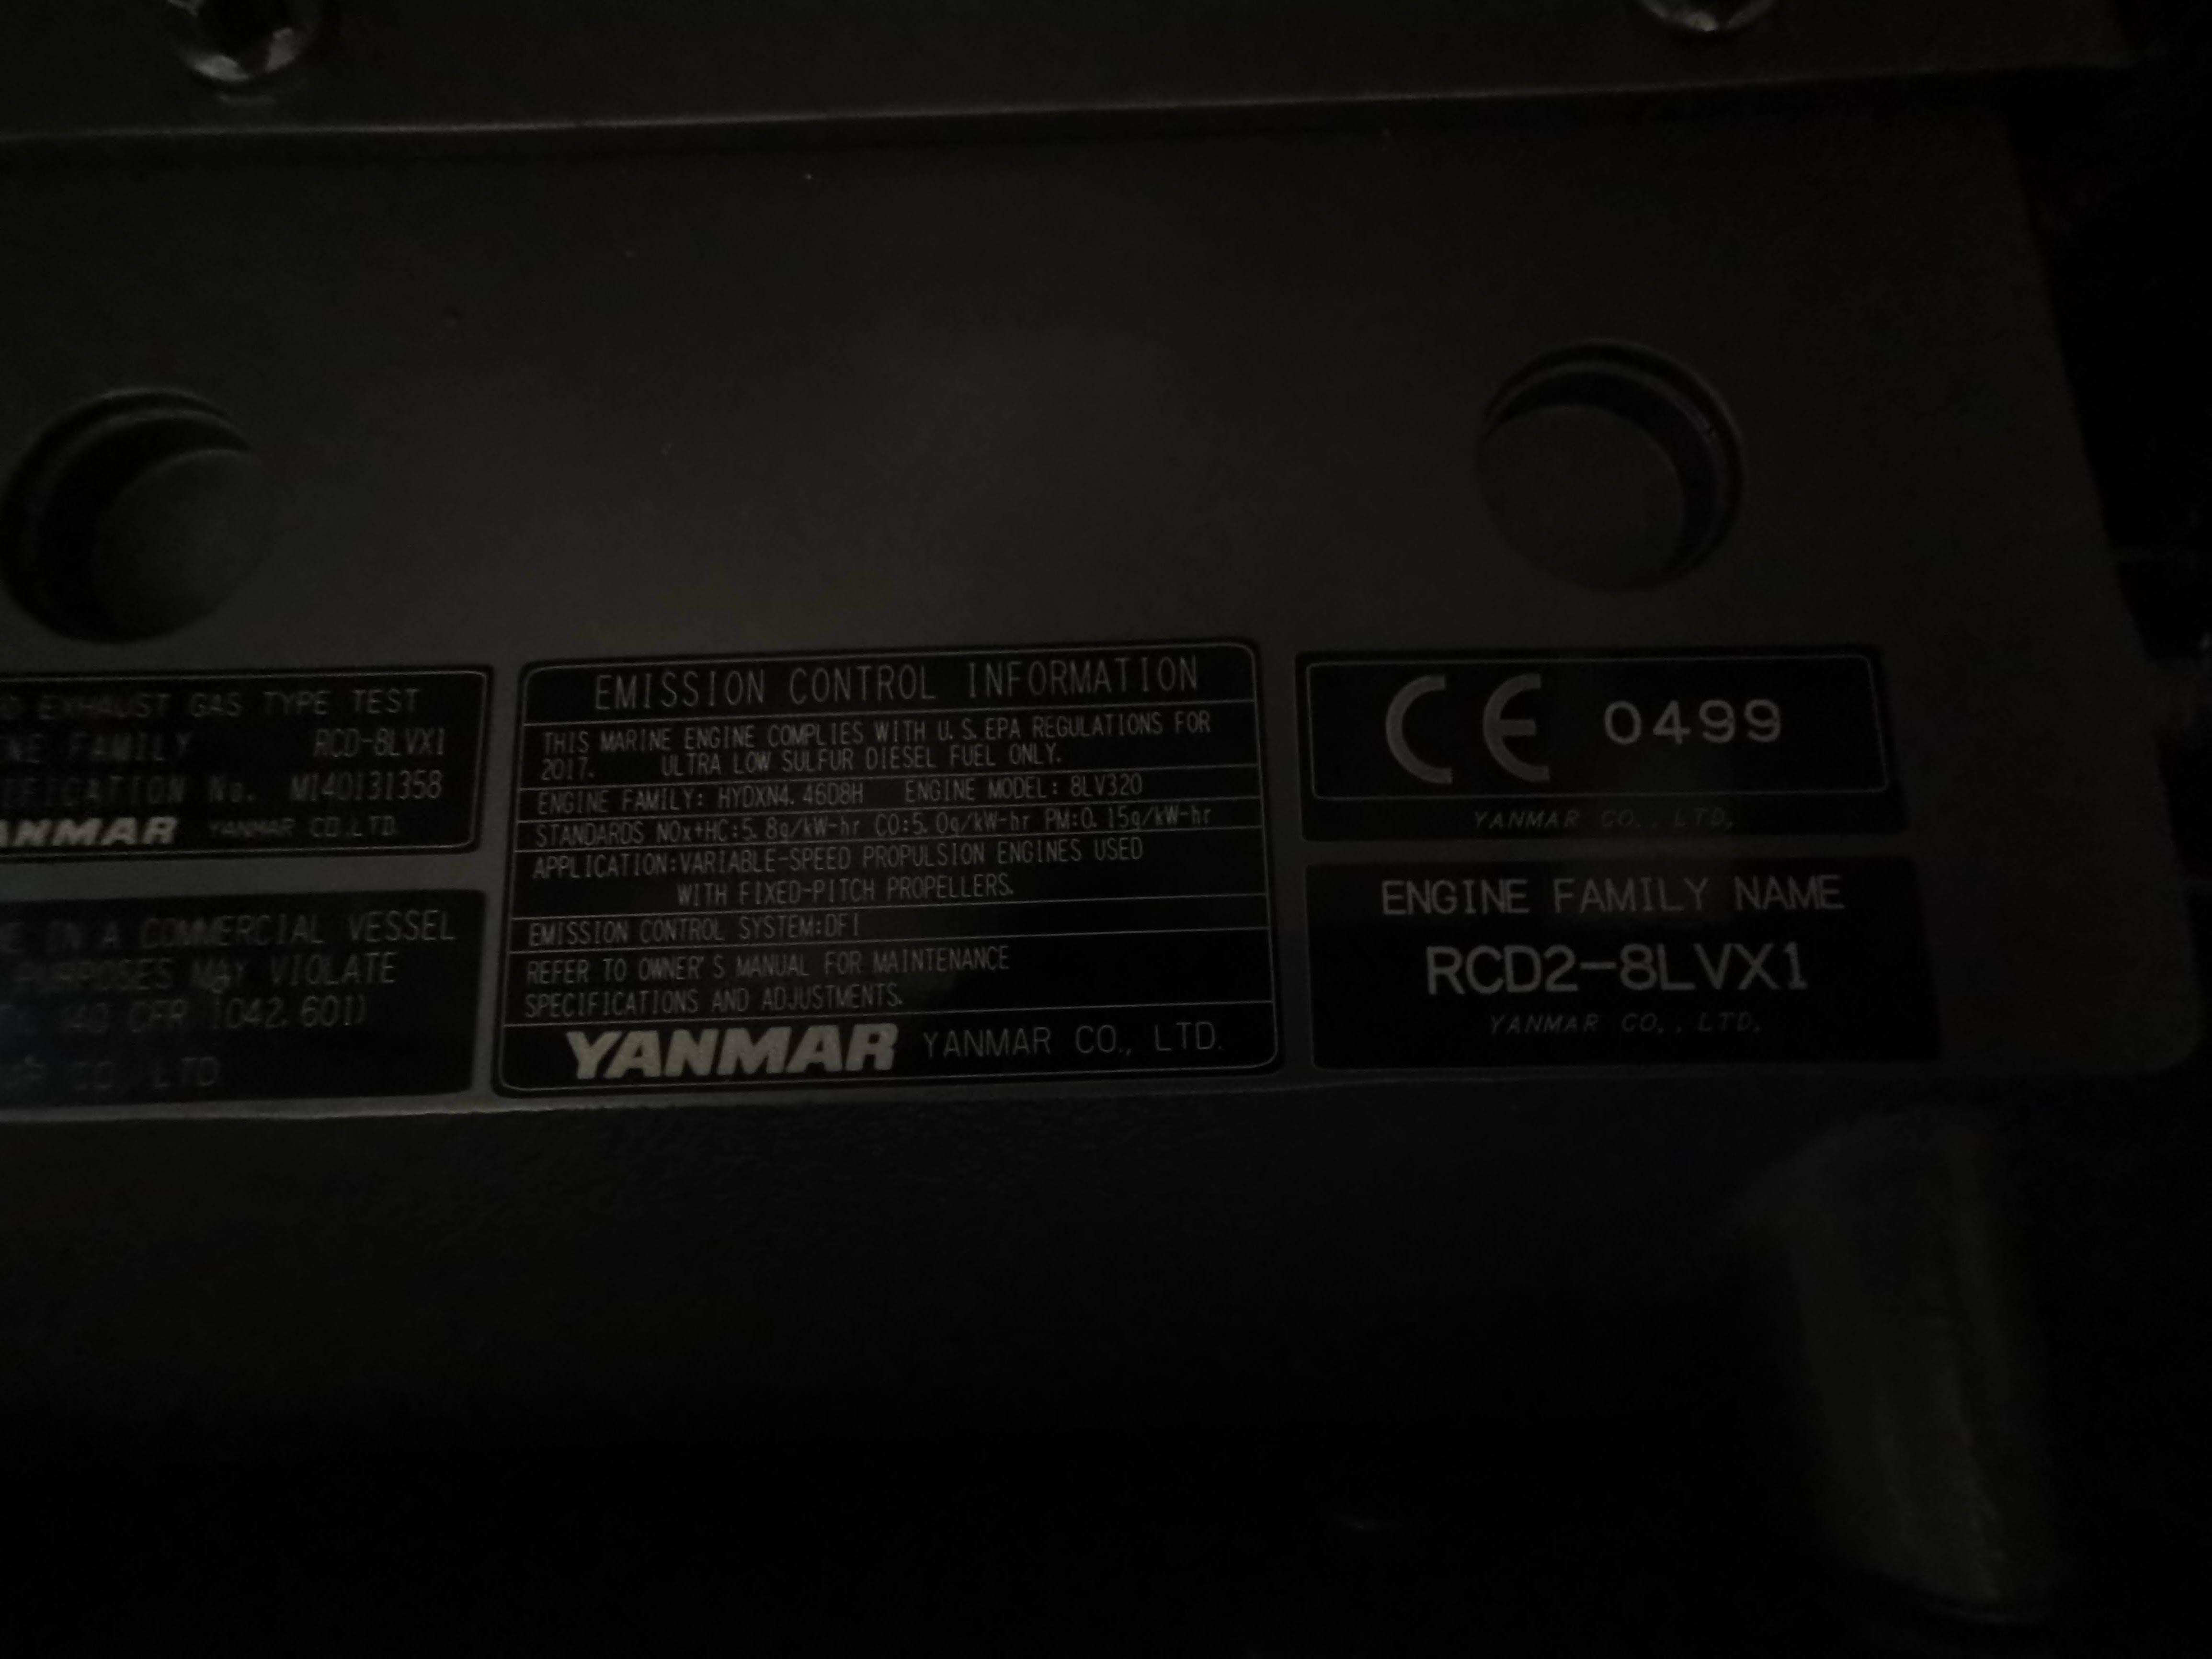 EXHAUST GAS TYPE TEST
FAMILY RCD-8LVX1
No. M140131358
YANMAR CO.,LTD.
IN A COMMERCIAL VESSEL
PURPOSES MAY VIOLATE
(40 CFR 1042.601)
CO. LTD
EMISSION CONTROL INFORMATION
THIS MARINE ENGINE COMPLIES WITH U.S.EPA REGULATIONS FOR
2017. ULTRA LOW SULFUR DIESEL FUEL ONLY.
ENGINE FAMILY: HYDXN4.46D8H ENGINE MODEL: 8LV320
STANDARDS NOx+HC:5.8g/kW-hr CO:5.0g/kW-hr PM:0.15g/kW-hr
APPLICATION:VARIABLE-SPEED PROPULSION ENGINES USED
WITH FIXED-PITCH PROPELLERS.
EMISSION CONTROL SYSTEM:DFI
REFER TO OWNER'S MANUAL FOR MAINTENANCE
SPECIFICATIONS AND ADJUSTMENTS.
YANMAR YANMAR CO., LTD.
CE 0499
YANMAR CO., LTD.
ENGINE FAMILY NAME
RCD2-8LVX1
YANMAR CO., LTD.